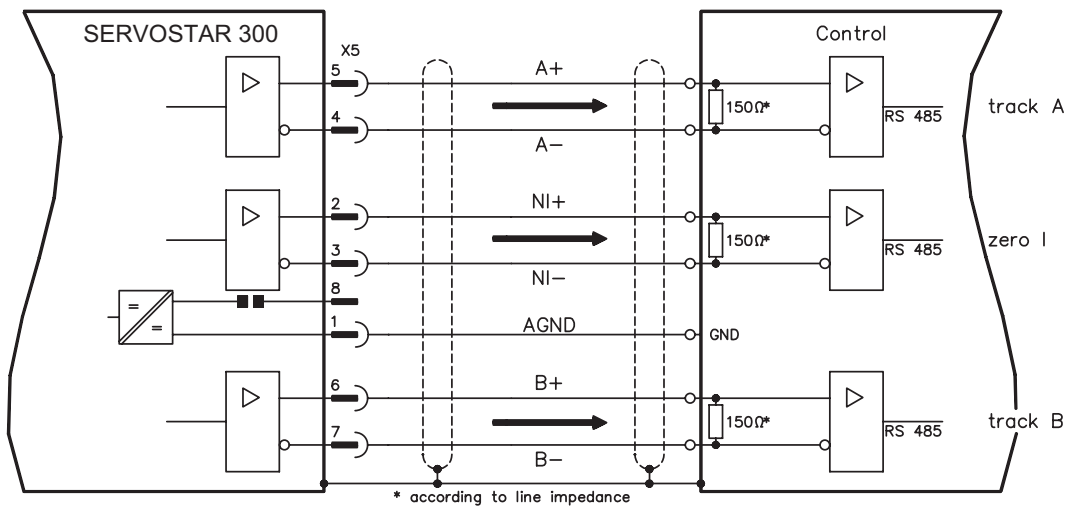 SERVOSTAR 300
X5
Control
5
A+
150Ω*
RS 485
track A
4
A−
2
NI+
150Ω*
RS 485
zero I
3
NI−
8
=
=
1
AGND
GND
6
B+
150Ω*
RS 485
track B
7
B−
* according to line impedance